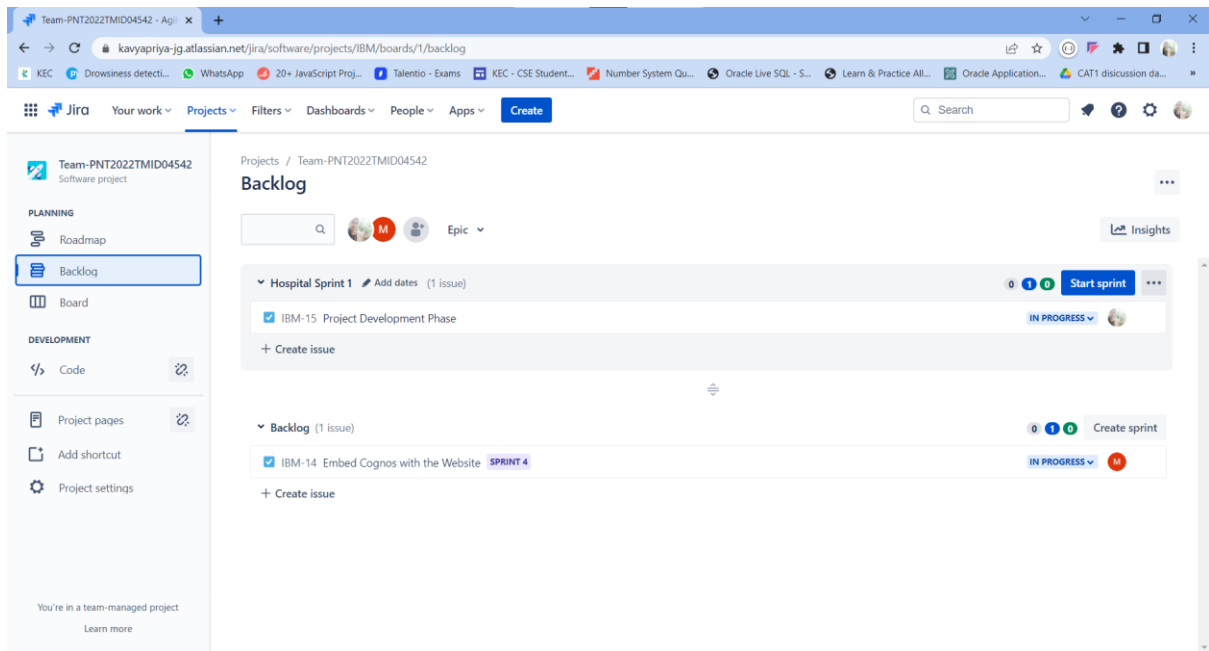 Team-PNT2022TMID04542 - Agil
kavyapriya-jg.atlassian.net/jira/software/projects/IBM/boards/1/backlog
KEC Drowsiness detecti... WhatsApp 20+ JavaScript Proj... Talentio - Exams KEC - CSE Student... Number System Qu... Oracle Live SQL - S... Learn & Practice All... Oracle Application... CAT1 disicussion da... »
Jira Your work Projects Filters Dashboards People Apps Create Search
Team-PNT2022TMID04542
Software project
PLANNING
Roadmap
Backlog
Board
DEVELOPMENT
Code
Project pages
Add shortcut
Project settings
You're in a team-managed project
Learn more
Projects / Team-PNT2022TMID04542
Backlog
M Epic Insights
Hospital Sprint 1 Add dates (1 issue) 0 1 0 Start sprint
IBM-15 Project Development Phase IN PROGRESS
+ Create issue
Backlog (1 issue) 0 1 0 Create sprint
IBM-14 Embed Cognos with the Website SPRINT 4 IN PROGRESS M
+ Create issue